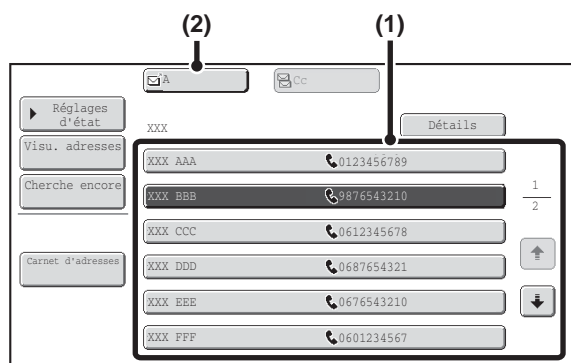 (2) (1)
A Cc
Réglages
d'état
XXX Détails
Visu. adresses
XXX AAA 0123456789
Cherche encore
XXX BBB 9876543210
1
2
XXX CCC 0612345678
Carnet d'adresses
XXX DDD 0687654321
XXX EEE 0676543210
XXX FFF 0601234567